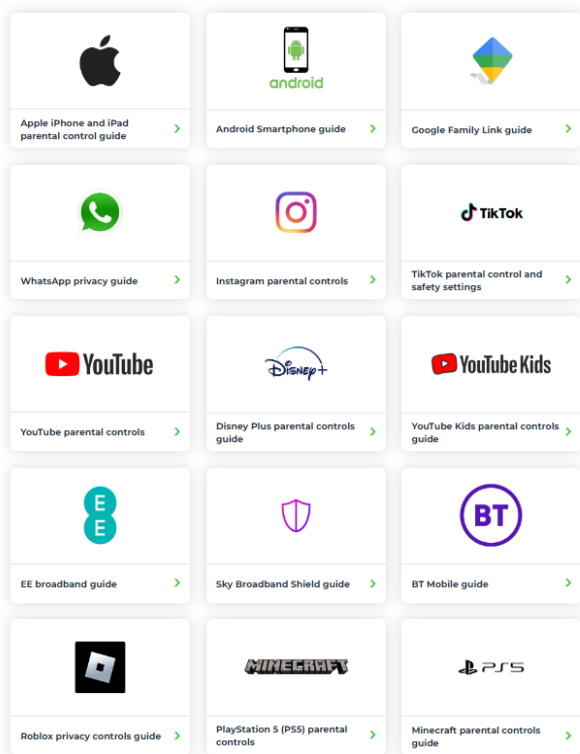 android
Apple iPhone and iPad
parental control guide
Android Smartphone guide
Google Family Link guide
TikTok
WhatsApp privacy guide
Instagram parental controls
TikTok parental control and
safety settings
YouTube
Disney+
YouTube Kids
YouTube parental controls
Disney Plus parental controls
guide
YouTube Kids parental controls
guide
E
E
BT
EE broadband guide
Sky Broadband Shield guide
BT Mobile guide
MINECRAFT
PS5
Roblox privacy controls guide
PlayStation 5 (PS5) parental
controls
Minecraft parental controls
guide